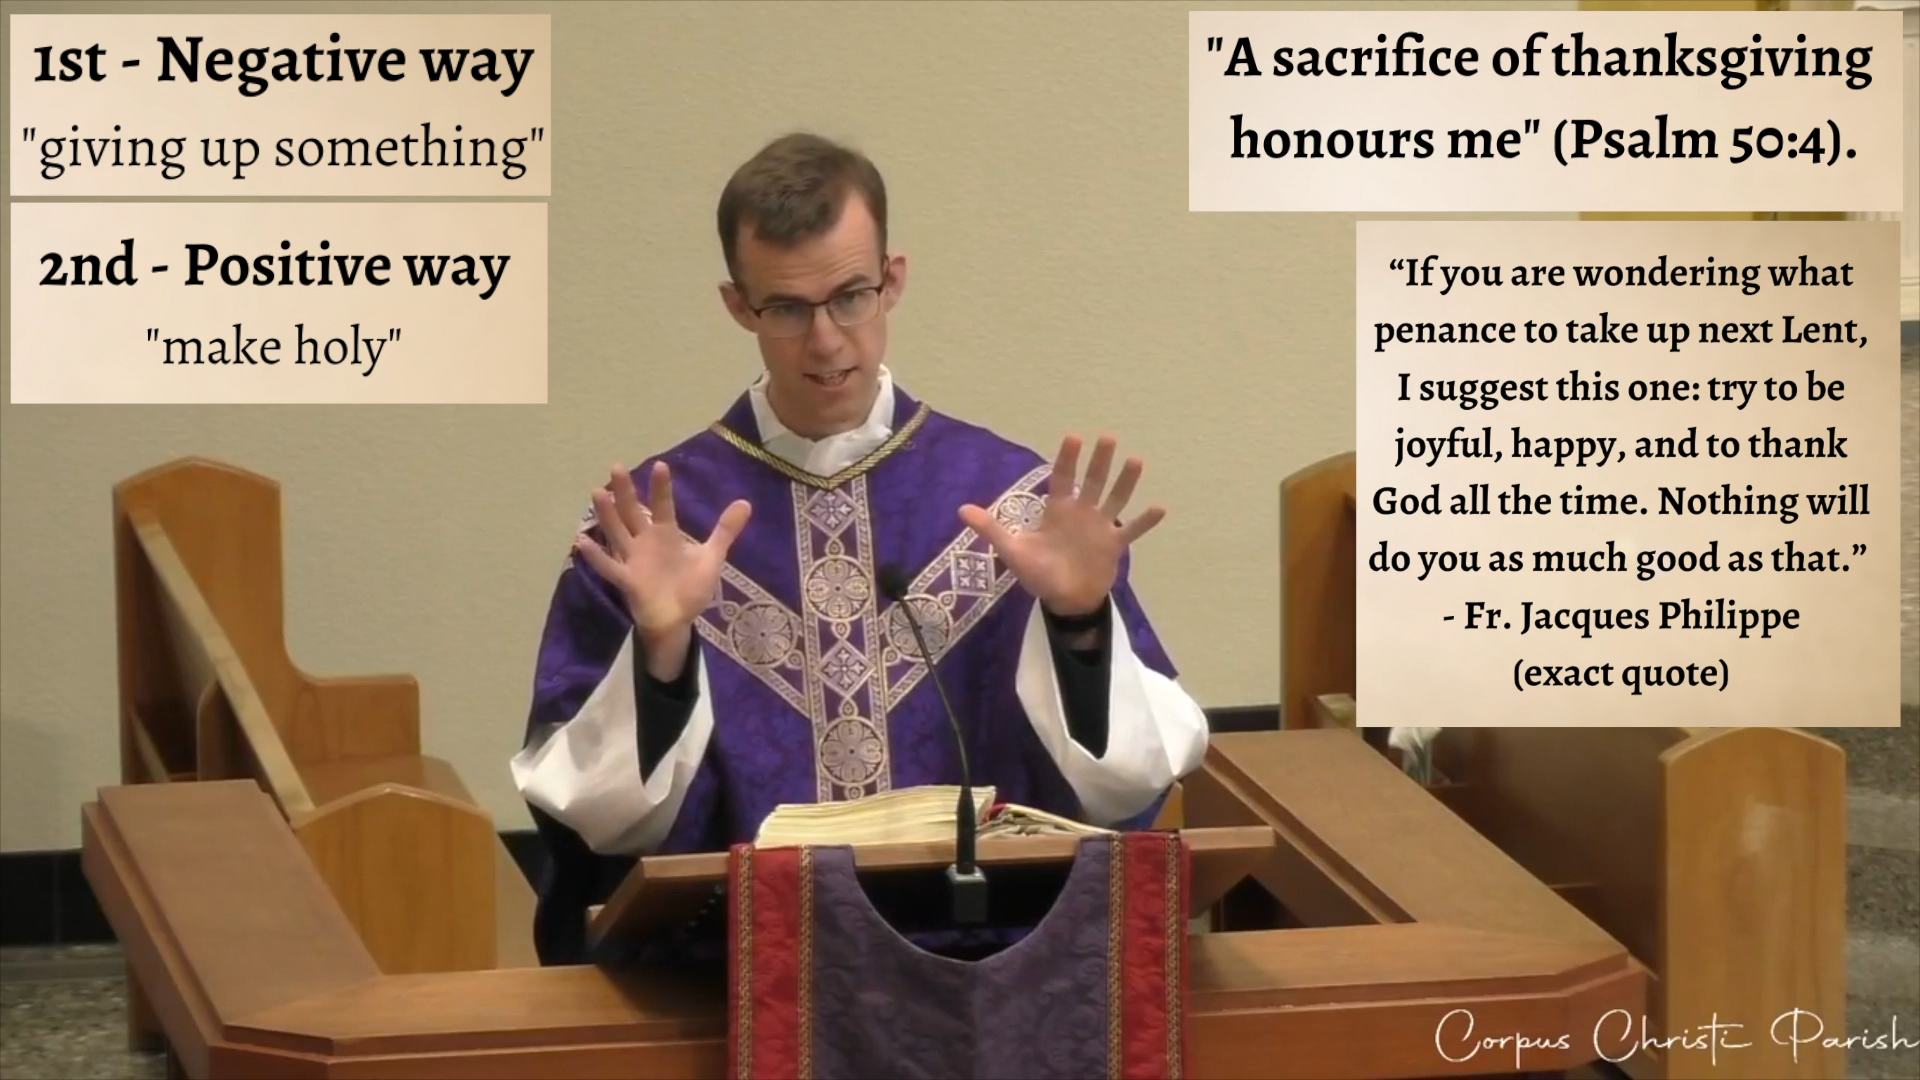 1st - Negative way
"giving up something"
2nd - Positive way
"make holy"
"A sacrifice of thanksgiving
honours me" (Psalm 50:4).
“If you are wondering what
penance to take up next Lent,
I suggest this one: try to be
joyful, happy, and to thank
God all the time. Nothing will
do you as much good as that.”
- Fr. Jacques Philippe
(exact quote)
Corpus Christi Parish